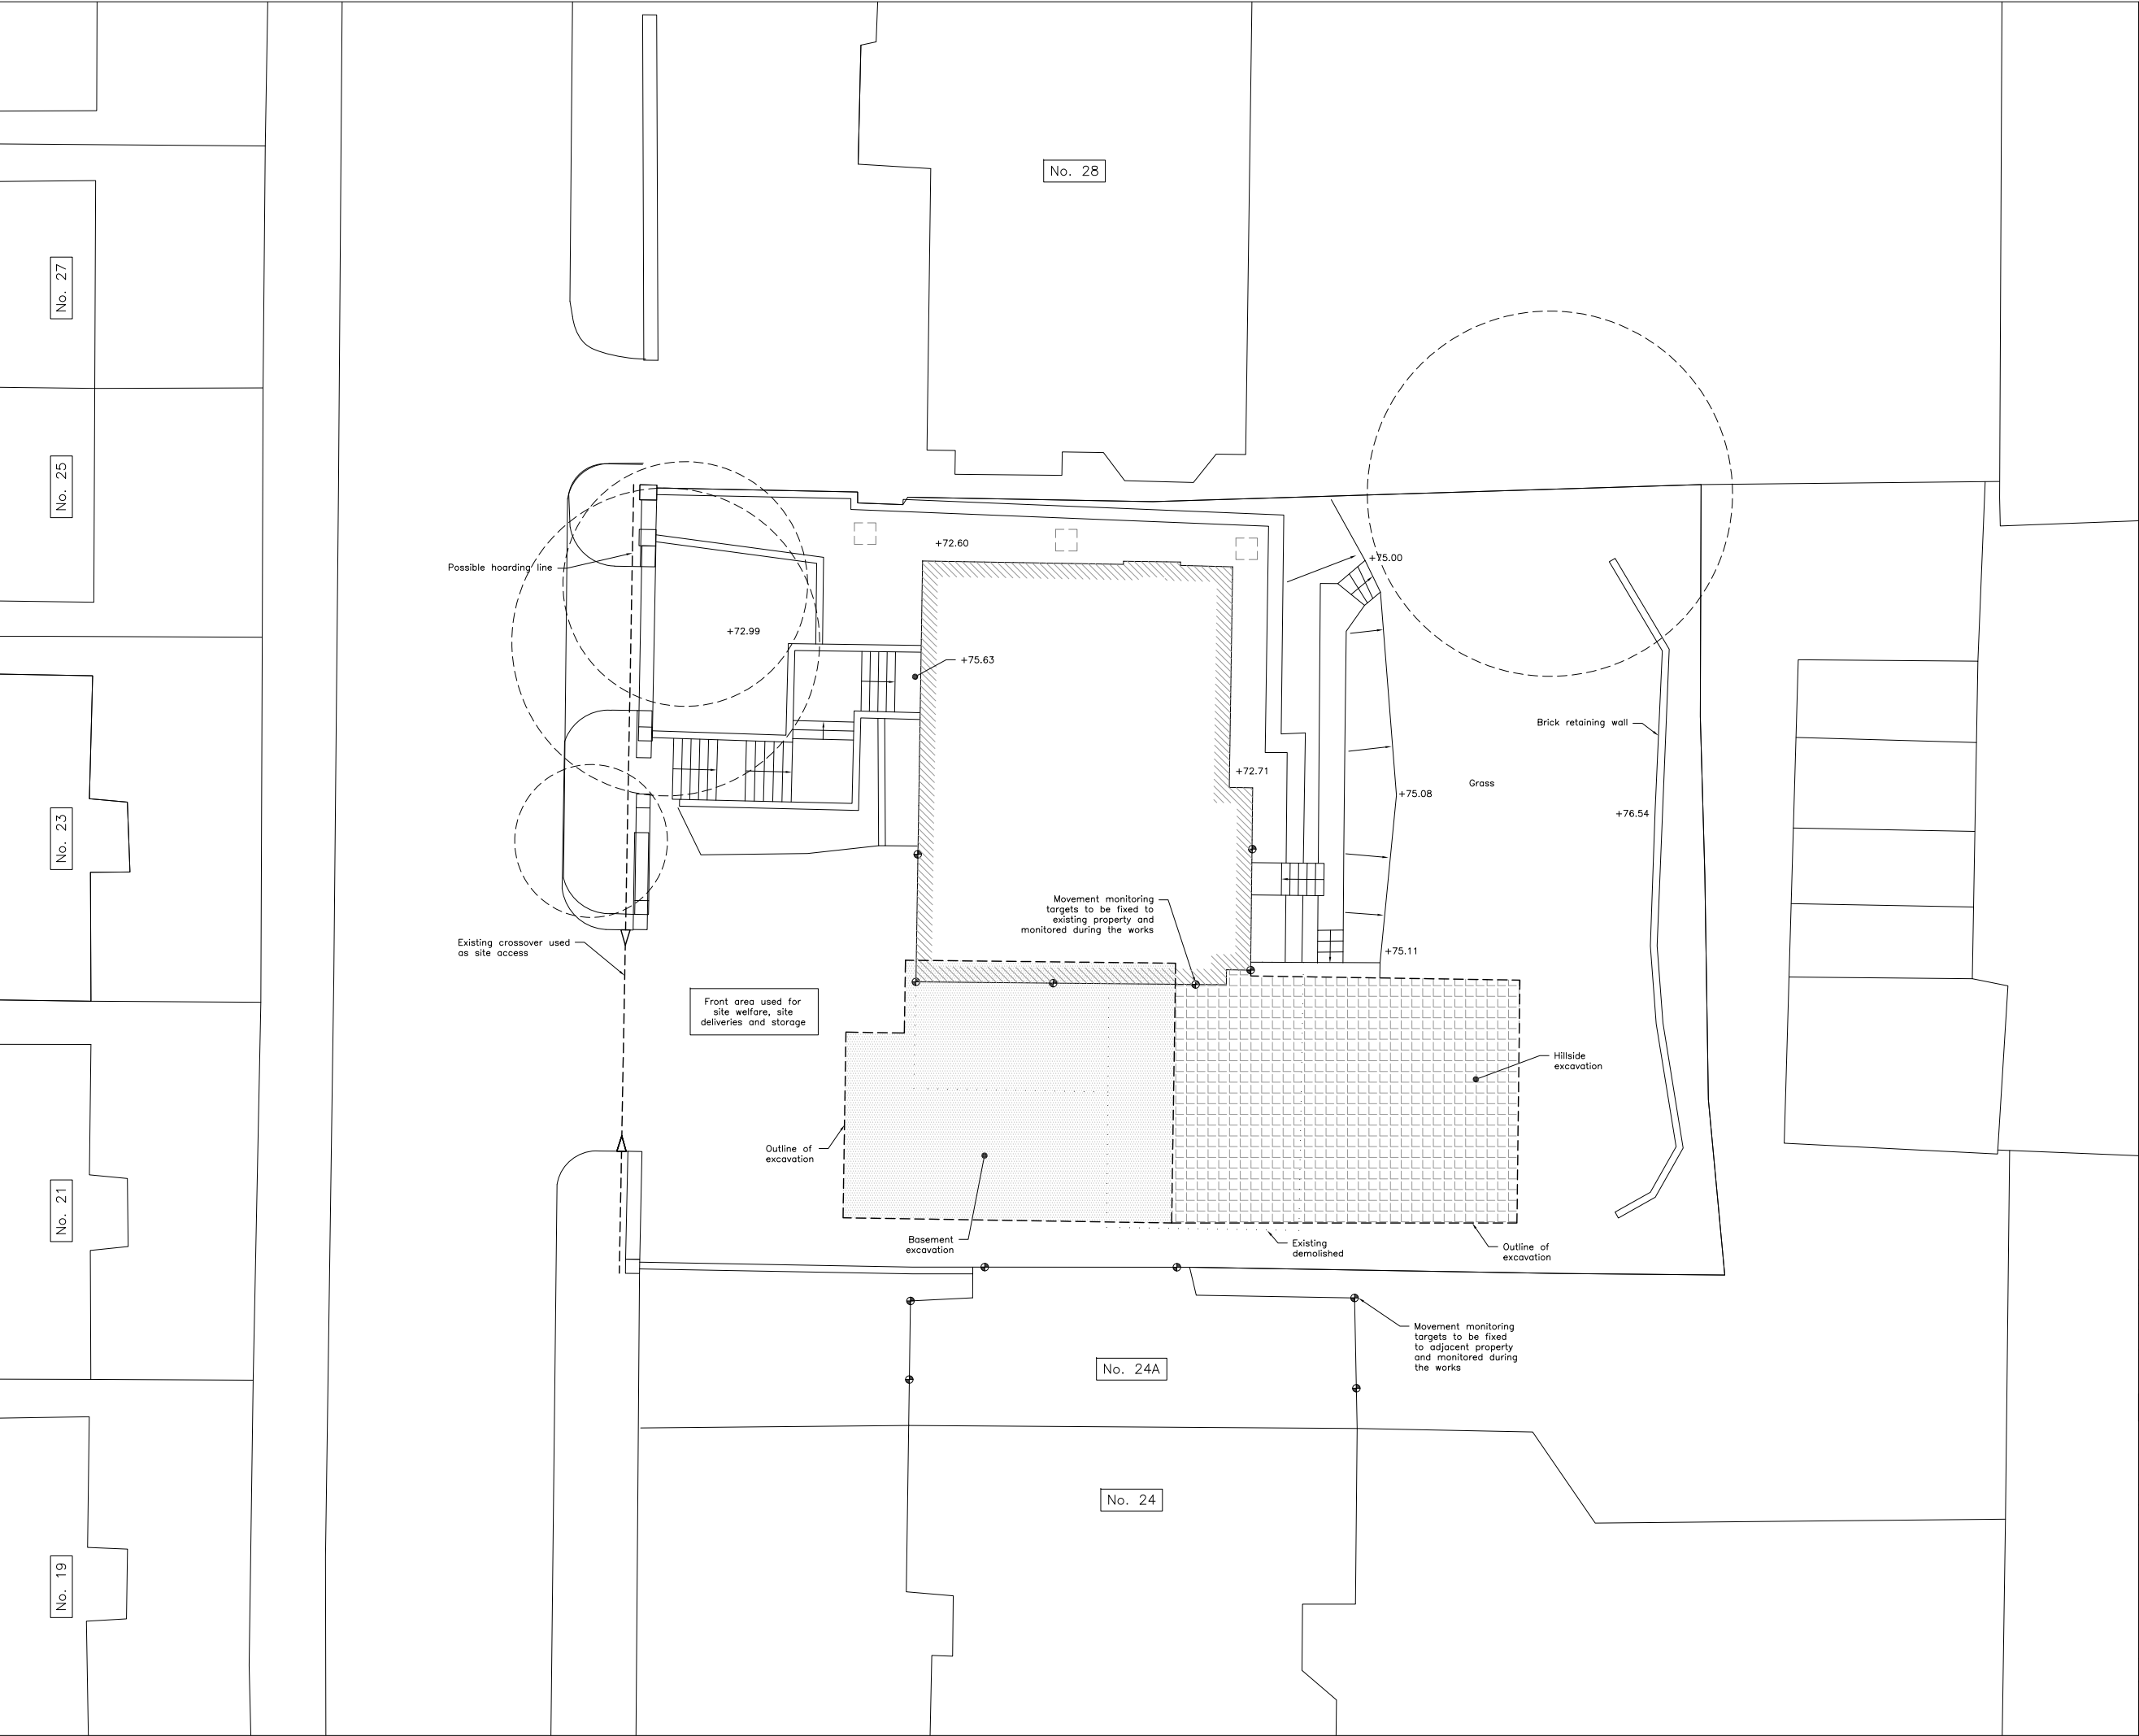 No. 28
No. 27
No. 25
+72.60
+75.00
Possible hoarding line
+72.99
+75.63
Brick retaining wall
+72.71
Grass
+75.08
+76.54
No. 23
Movement monitoring
targets to be fixed to
existing property and
monitored during the works
Existing crossover used
as site access
+75.11
Front area used for
site welfare, site
deliveries and storage
Hillside
excavation
Outline of
excavation
No. 21
Basement
excavation
Existing
demolished
Outline of
excavation
Movement monitoring
targets to be fixed
to adjacent property
and monitored during
the works
No. 24A
No. 24
No. 19